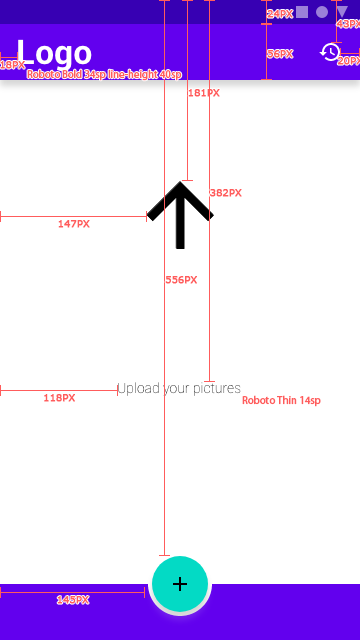 24PX
43PX
Logo
56PX
18PX
20PX
Roboto Bold 34sp line-height 40sp
181PX
382PX
147PX
556PX
Upload your pictures
118PX
Roboto Thin 14sp
145PX